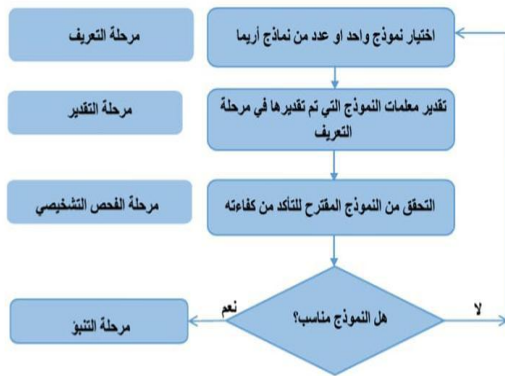 اختيار نموذج واحد او عدد من نماذج أريما
مرحلة التعريف
تقدير معلمات النموذج التي تم تقديرها في مرحلة
التعريف
مرحلة التقدير
التحقق من النموذج المقترح للتأكد من كفاءته
مرحلة الفحص التشخيصي
لا
هل النموذج مناسب؟
نعم
مرحلة التنبؤ